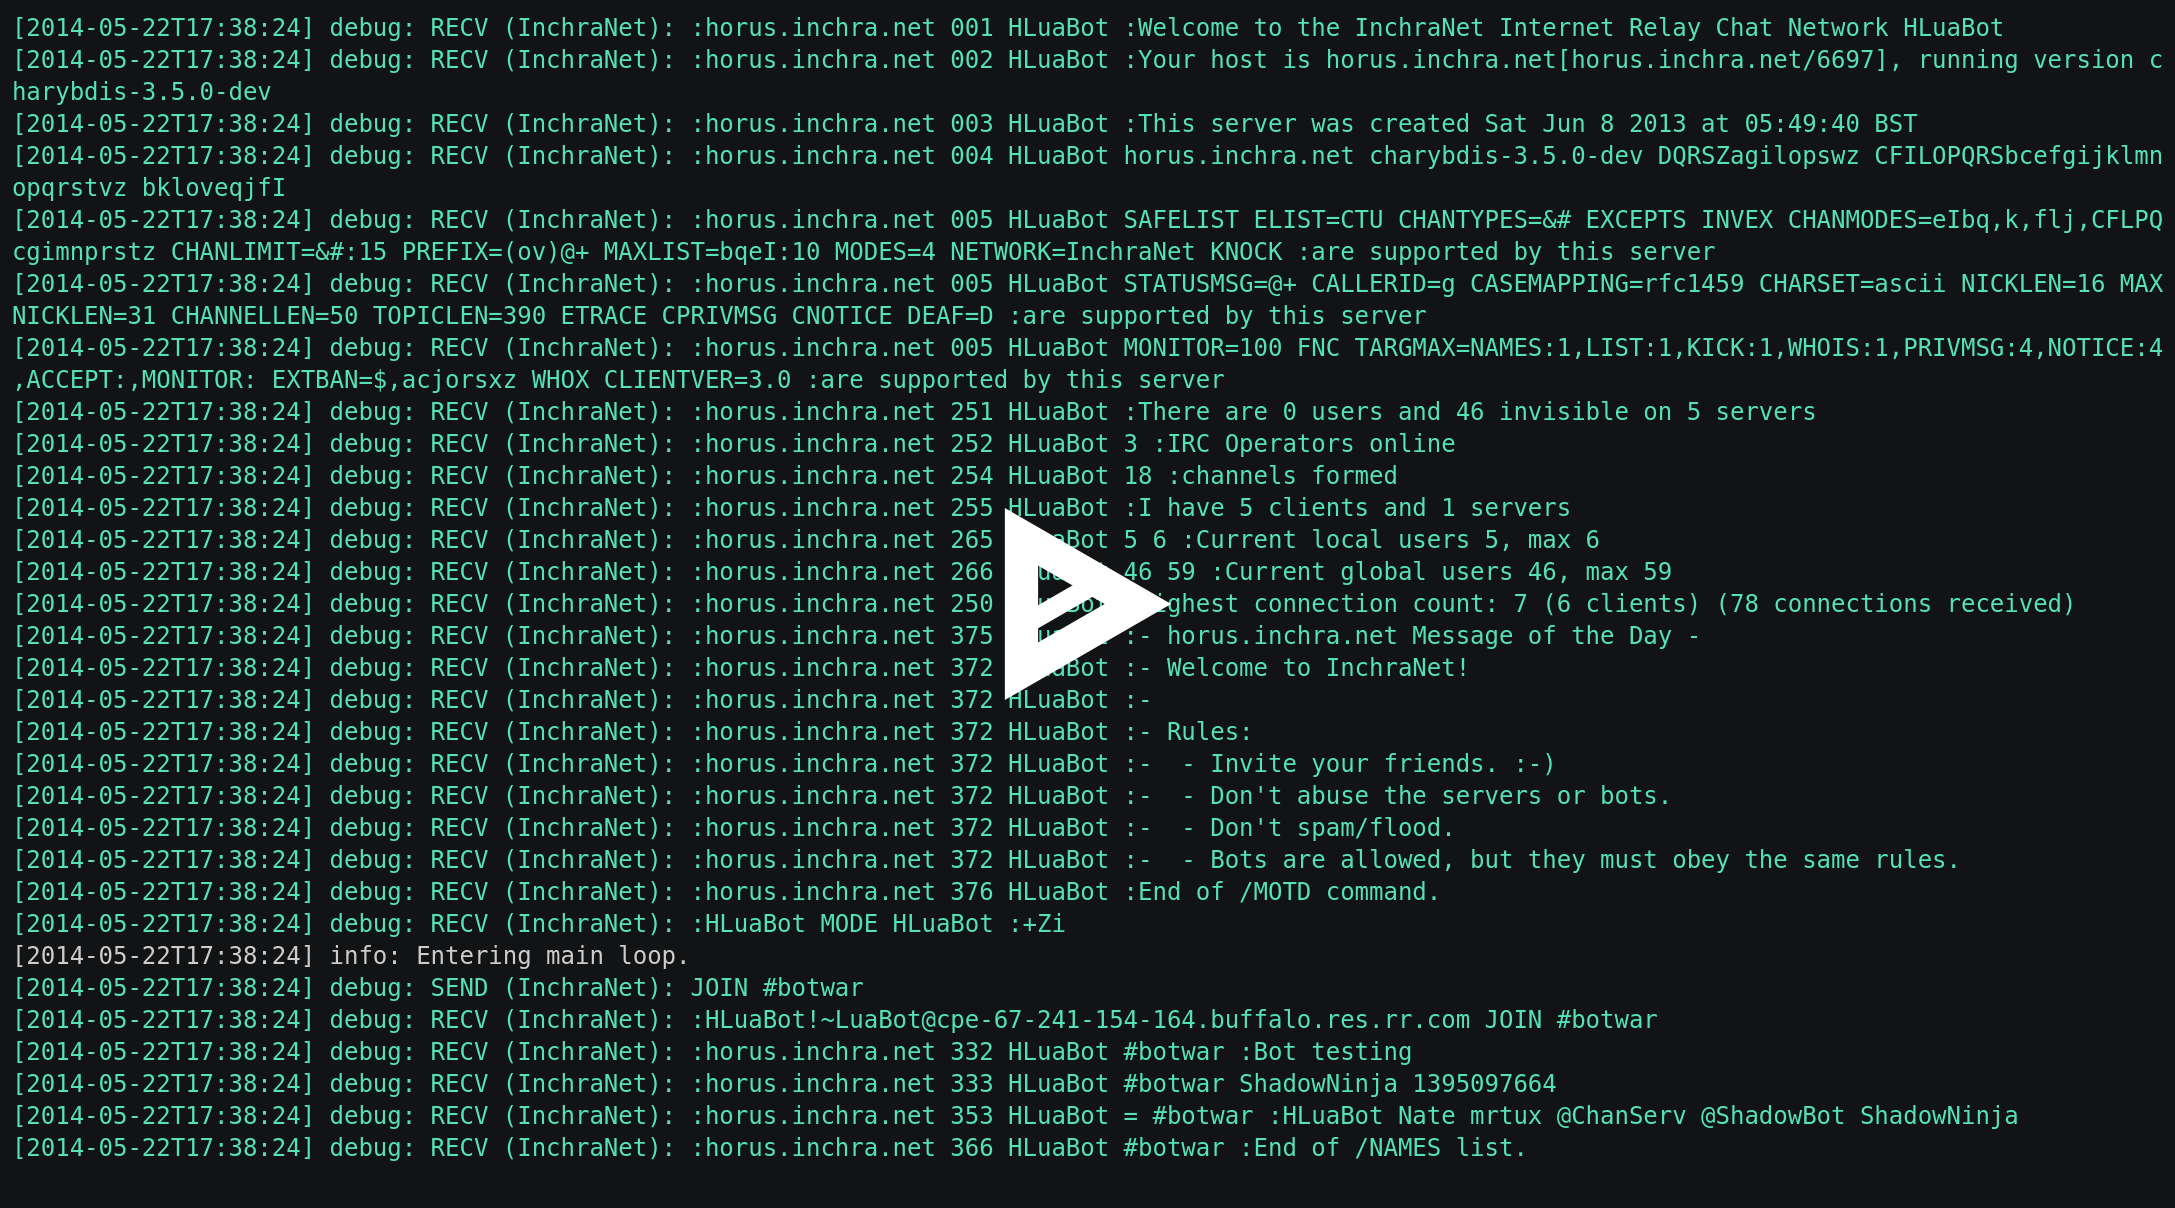 [2014-05-22T17:38:24] debug: RECV (InchraNet): :horus.inchra.net 001 HLuaBot :Welcome to the InchraNet Internet Relay Chat Network HLuaBot
[2014-05-22T17:38:24] debug: RECV (InchraNet): :horus.inchra.net 002 HLuaBot :Your host is horus.inchra.net[horus.inchra.net/6697], running version c
harybdis-3.5.0-dev
[2014-05-22T17:38:24] debug: RECV (InchraNet): :horus.inchra.net 003 HLuaBot :This server was created Sat Jun 8 2013 at 05:49:40 BST
[2014-05-22T17:38:24] debug: RECV (InchraNet): :horus.inchra.net 004 HLuaBot horus.inchra.net charybdis-3.5.0-dev DQRSZagilopswz CFILOPQRSbcefgijklmn
opqrstvz bkloveqjfI
[2014-05-22T17:38:24] debug: RECV (InchraNet): :horus.inchra.net 005 HLuaBot SAFELIST ELIST=CTU CHANTYPES=&# EXCEPTS INVEX CHANMODES=eIbq,k,flj,CFLPQ
cgimnprstz CHANLIMIT=&#:15 PREFIX=(ov)@+ MAXLIST=bqeI:10 MODES=4 NETWORK=InchraNet KNOCK :are supported by this server
[2014-05-22T17:38:24] debug: RECV (InchraNet): :horus.inchra.net 005 HLuaBot STATUSMSG=@+ CALLERID=g CASEMAPPING=rfc1459 CHARSET=ascii NICKLEN=16 MAX
NICKLEN=31 CHANNELLEN=50 TOPICLEN=390 ETRACE CPRIVMSG CNOTICE DEAF=D :are supported by this server
[2014-05-22T17:38:24] debug: RECV (InchraNet): :horus.inchra.net 005 HLuaBot MONITOR=100 FNC TARGMAX=NAMES:1,LIST:1,KICK:1,WHOIS:1,PRIVMSG:4,NOTICE:4
,ACCEPT:,MONITOR: EXTBAN=$,acjorsxz WHOX CLIENTVER=3.0 :are supported by this server
[2014-05-22T17:38:24] debug: RECV (InchraNet): :horus.inchra.net 251 HLuaBot :There are 0 users and 46 invisible on 5 servers
[2014-05-22T17:38:24] debug: RECV (InchraNet): :horus.inchra.net 252 HLuaBot 3 :IRC Operators online
[2014-05-22T17:38:24] debug: RECV (InchraNet): :horus.inchra.net 254 HLuaBot 18 :channels formed
[2014-05-22T17:38:24] debug: RECV (InchraNet): :horus.inchra.net 255 HLuaBot :I have 5 clients and 1 servers
[2014-05-22T17:38:24] debug: RECV (InchraNet): :horus.inchra.net 265 5 6 :Current local users 5, max 6
[2014-05-22T17:38:24] debug: RECV (InchraNet): :horus.inchra.net 266 46 59 :Current global users 46, max 59
[2014-05-22T17:38:24] debug: RECV (InchraNet): :horus.inchra.net 250 connection count: 7 (6 clients) (78 connections received)
[2014-05-22T17:38:24] debug: RECV (InchraNet): :horus.inchra.net 375 :- horus.inchra.net Message of the Day -
[2014-05-22T17:38:24] debug: RECV (InchraNet): :horus.inchra.net 372 :- Welcome to InchraNet!
[2014-05-22T17:38:24] debug: RECV (InchraNet): :horus.inchra.net 372 HLuaBot :-
[2014-05-22T17:38:24] debug: RECV (InchraNet): :horus.inchra.net 372 HLuaBot :- Rules:
[2014-05-22T17:38:24] debug: RECV (InchraNet): :horus.inchra.net 372 HLuaBot :-  - Invite your friends. :-)
[2014-05-22T17:38:24] debug: RECV (InchraNet): :horus.inchra.net 372 HLuaBot :-  - Don't abuse the servers or bots.
[2014-05-22T17:38:24] debug: RECV (InchraNet): :horus.inchra.net 372 HLuaBot :-  - Don't spam/flood.
[2014-05-22T17:38:24] debug: RECV (InchraNet): :horus.inchra.net 372 HLuaBot :-  - Bots are allowed, but they must obey the same rules.
[2014-05-22T17:38:24] debug: RECV (InchraNet): :horus.inchra.net 376 HLuaBot :End of /MOTD command.
[2014-05-22T17:38:24] debug: RECV (InchraNet): :HLuaBot MODE HLuaBot :+Zi
[2014-05-22T17:38:24] info: Entering main loop.
[2014-05-22T17:38:24] debug: SEND (InchraNet): JOIN #botwar
[2014-05-22T17:38:24] debug: RECV (InchraNet): :HLuaBot!~LuaBot@cpe-67-241-154-164.buffalo.res.rr.com JOIN #botwar
[2014-05-22T17:38:24] debug: RECV (InchraNet): :horus.inchra.net 332 HLuaBot #botwar :Bot testing
[2014-05-22T17:38:24] debug: RECV (InchraNet): :horus.inchra.net 333 HLuaBot #botwar ShadowNinja 1395097664
[2014-05-22T17:38:24] debug: RECV (InchraNet): :horus.inchra.net 353 HLuaBot = #botwar :HLuaBot Nate mrtux @ChanServ @ShadowBot ShadowNinja
[2014-05-22T17:38:24] debug: RECV (InchraNet): :horus.inchra.net 366 HLuaBot #botwar :End of /NAMES list.